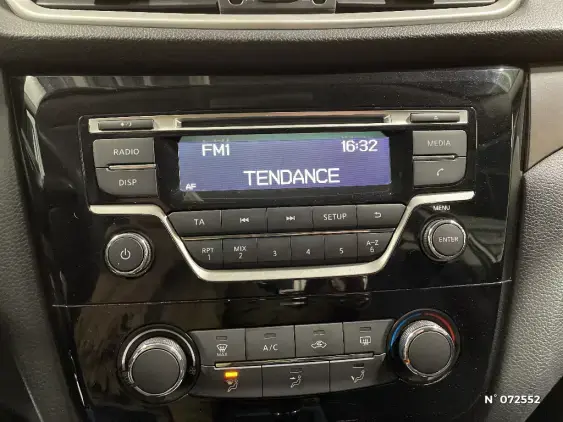 FM1 16:32
TENDANCE
AF
RADIO
DISP
MEDIA
TA SETUP
RPT 1 MIX 2 3 4 5 A-Z 6
MENU
ENTER
MAX A/C
N° 072552